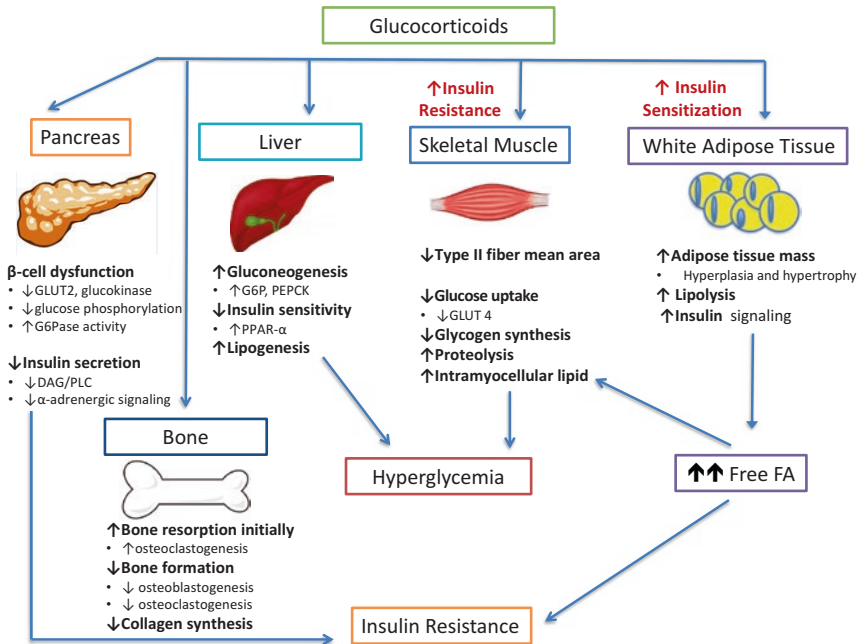 Glucocorticoids
Pancreas
β-cell dysfunction
• ↓GLUT2, glucokinase
• ↓glucose phosphorylation
• ↑G6Pase activity
↓Insulin secretion
• ↓DAG/PLC
• ↓α-adrenergic signaling
Bone
↑Bone resorption initially
• ↑osteoclastogenesis
↓Bone formation
• ↓ osteoblastogenesis
• ↓ osteoclastogenesis
↓Collagen synthesis
Liver
↑Gluconeogenesis
• ↑G6P, PEPCK
↓Insulin sensitivity
• ↑PPAR-α
↑Lipogenesis
↑Insulin
Resistance
Skeletal Muscle
↓Type II fiber mean area
↓Glucose uptake
• ↓GLUT 4
↓Glycogen synthesis
↑Proteolysis
↑Intramyocellular lipid
↑ Insulin
Sensitization
White Adipose Tissue
↑Adipose tissue mass
• Hyperplasia and hypertrophy
↑ Lipolysis
↑Insulin signaling
Hyperglycemia
↑↑ Free FA
Insulin Resistance